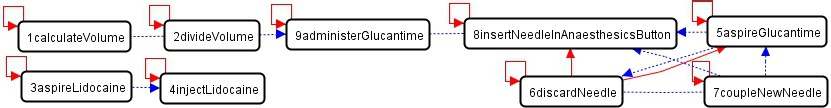 1calculateVolume
2divideVolume
9administerGlucantime
8insertNeedleInAnaesthesicsButton
5aspireGlucantime
3aspireLidocaine
4injectLidocaine
6discardNeedle
7coupleNewNeedle